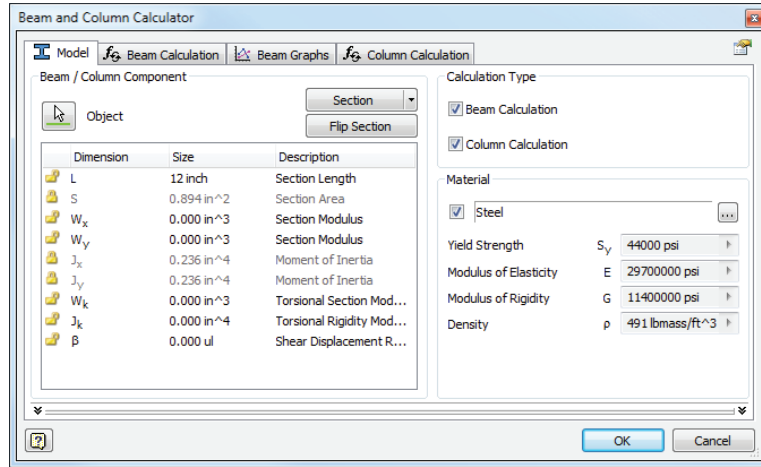 Beam and Column Calculator
Model
Beam Calculation
Beam Graphs
Column Calculation
Beam / Column Component
Object
Section
Flip Section
Dimension Size Description
L 12 inch Section Length
S 0.894 in^2 Section Area
Wx 0.000 in^3 Section Modulus
Wy 0.000 in^3 Section Modulus
Jx 0.236 in^4 Moment of Inertia
Jy 0.236 in^4 Moment of Inertia
Wk 0.000 in^3 Torsional Section Mod...
Jk 0.000 in^4 Torsional Rigidity Mod...
β 0.000 ul Shear Displacement R...
Calculation Type
Beam Calculation
Column Calculation
Material
Steel
...
Yield Strength Sy 44000 psi
Modulus of Elasticity E 29700000 psi
Modulus of Rigidity G 11400000 psi
Density ρ 491 lbmass/ft^3
?
OK
Cancel